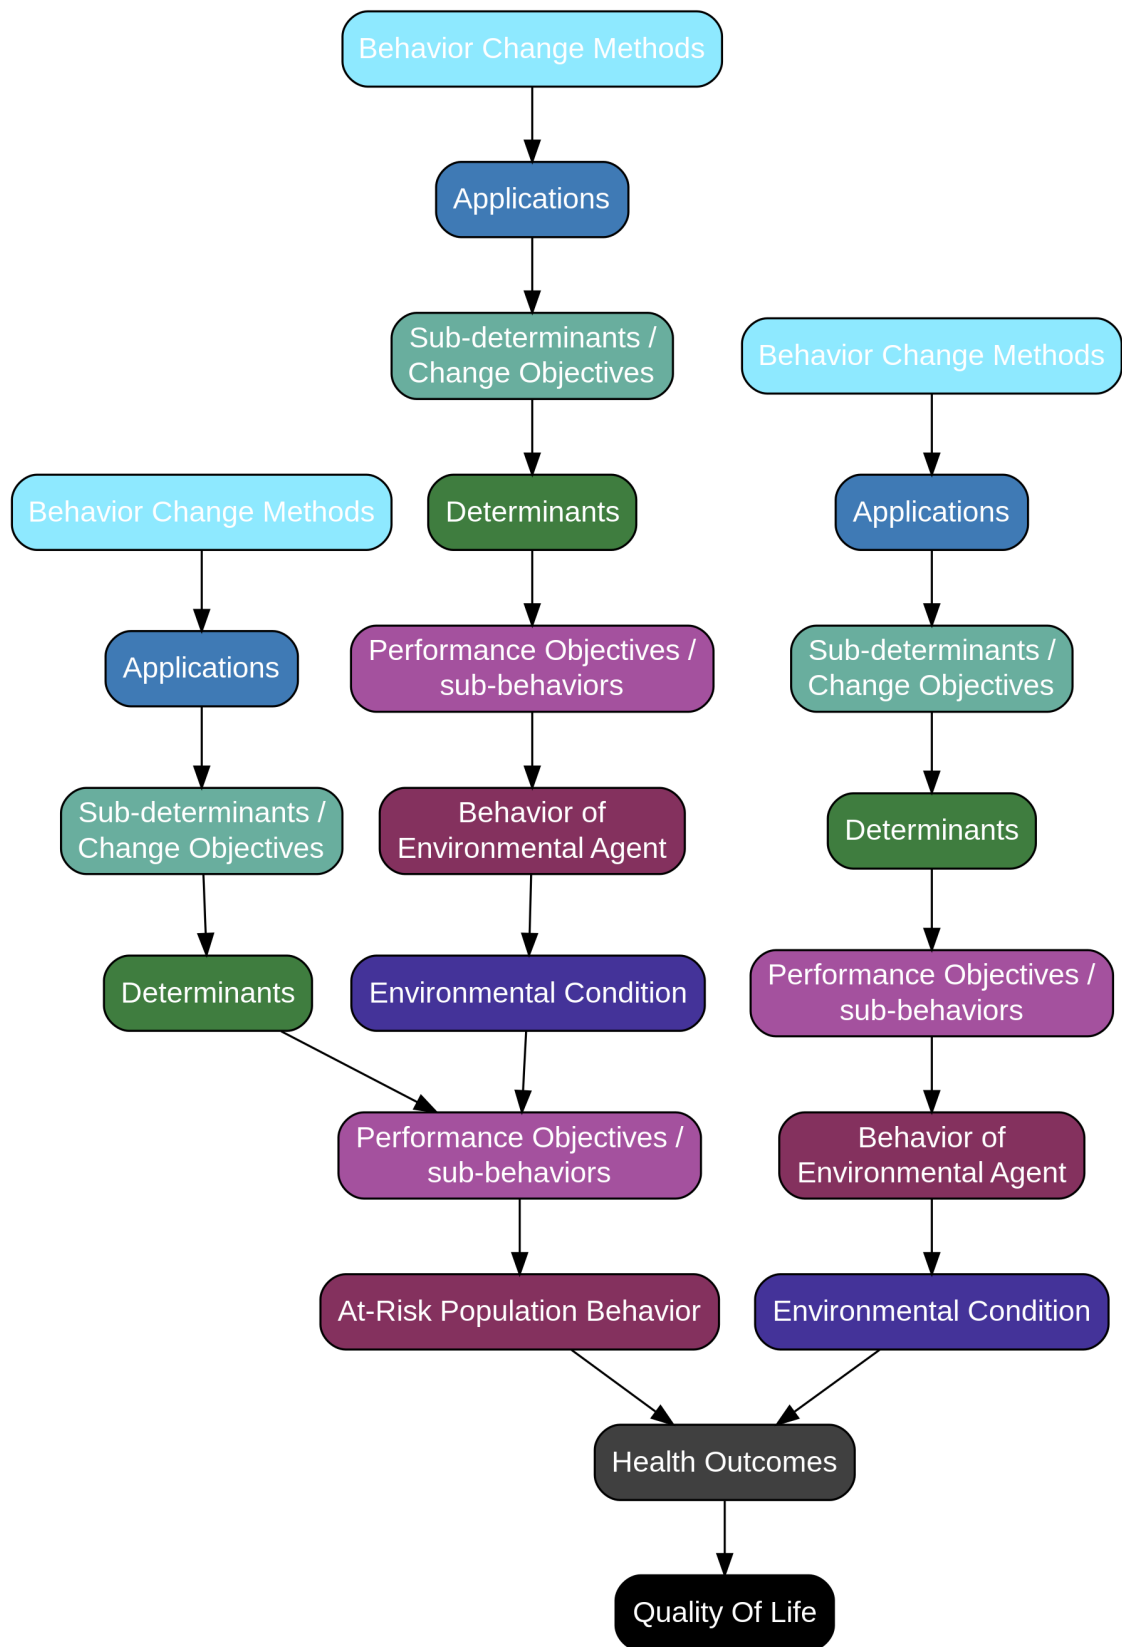 Behavior Change Methods
Applications
Sub-determinants /
Change Objectives
Behavior Change Methods
Behavior Change Methods
Determinants
Applications
Applications
Performance Objectives /
sub-behaviors
Sub-determinants /
Change Objectives
Sub-determinants /
Change Objectives
Behavior of
Environmental Agent
Determinants
Determinants
Environmental Condition
Performance Objectives /
sub-behaviors
Performance Objectives /
sub-behaviors
Behavior of
Environmental Agent
At-Risk Population Behavior
Environmental Condition
Health Outcomes
Quality Of Life